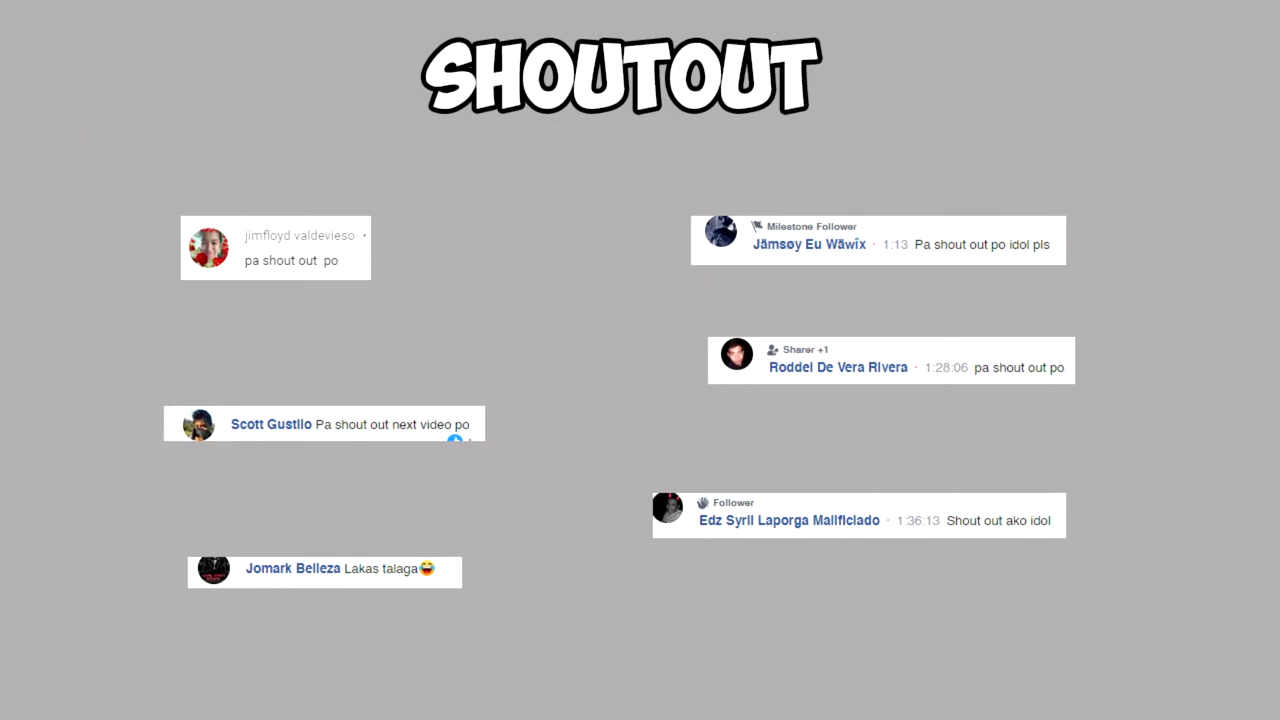 SHOUTOUT
jimfloyd valdevieso •
pa shout out po
Milestone Follower
Jämsøy Eu Wäwîx · 1:13 Pa shout out po idol pls
Sharer +1
Roddel De Vera Rivera · 1:28:06 pa shout out po
Scott Gustilo Pa shout out next video po
Follower
Edz Syril Laporga Malificiado · 1:36:13 Shout out ako idol
Jomark Belleza Lakas talaga😂